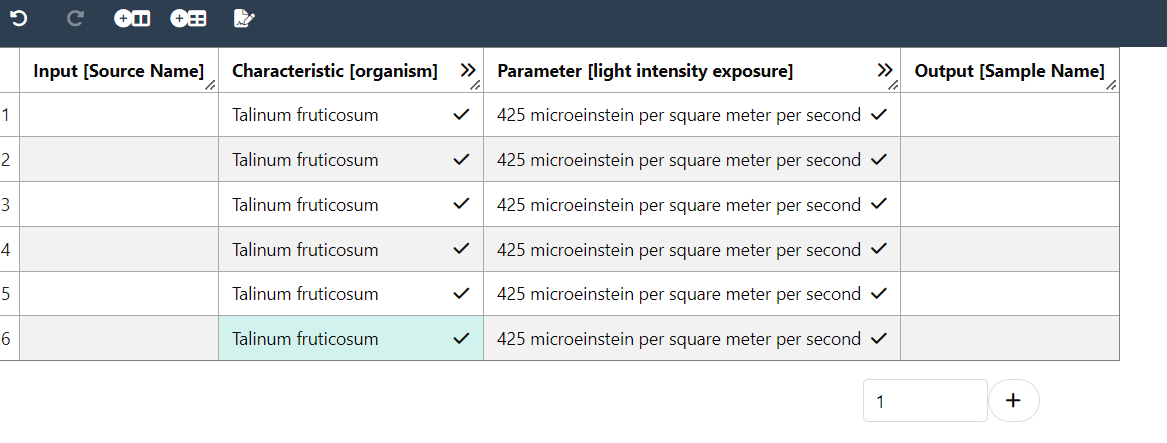 Input [Source Name] Characteristic [organism] Parameter [light intensity exposure] Output [Sample Name]
1 Talinum fruticosum 425 microeinstein per square meter per second
2 Talinum fruticosum 425 microeinstein per square meter per second
3 Talinum fruticosum 425 microeinstein per square meter per second
4 Talinum fruticosum 425 microeinstein per square meter per second
5 Talinum fruticosum 425 microeinstein per square meter per second
6 Talinum fruticosum 425 microeinstein per square meter per second
1 +